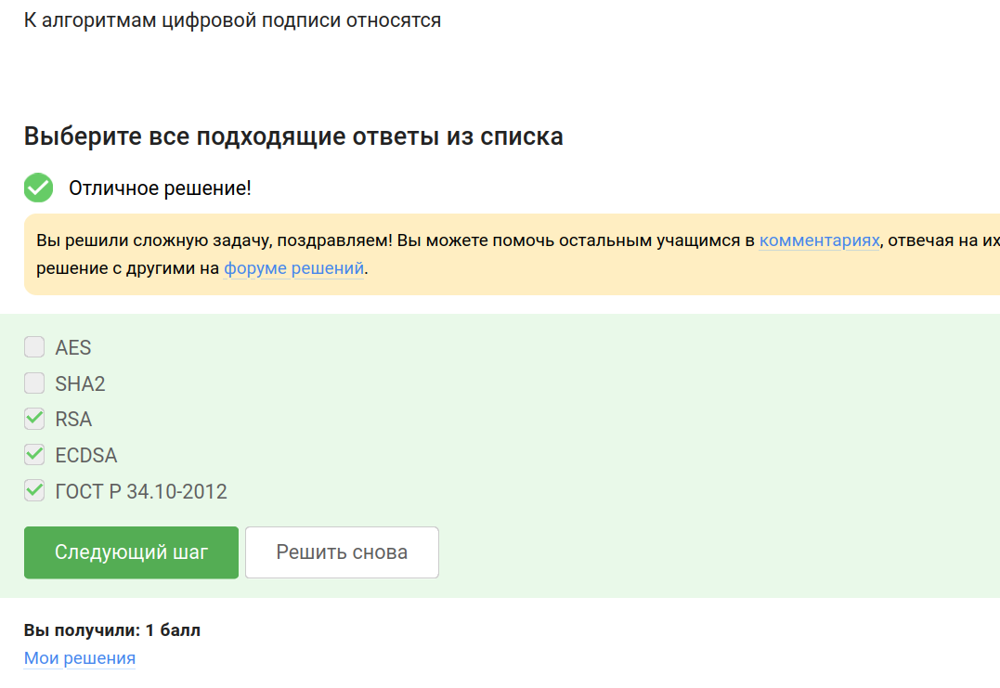 К алгоритмам цифровой подписи относятся
Выберите все подходящие ответы из списка
Отличное решение!
Вы решили сложную задачу, поздравляем! Вы можете помочь остальным учащимся в комментариях, отвечая на их
решение с другими на форуме решений.
AES
SHA2
RSA
ECDSA
ГОСТ Р 34.10-2012
Следующий шаг
Решить снова
Вы получили: 1 балл
Мои решения